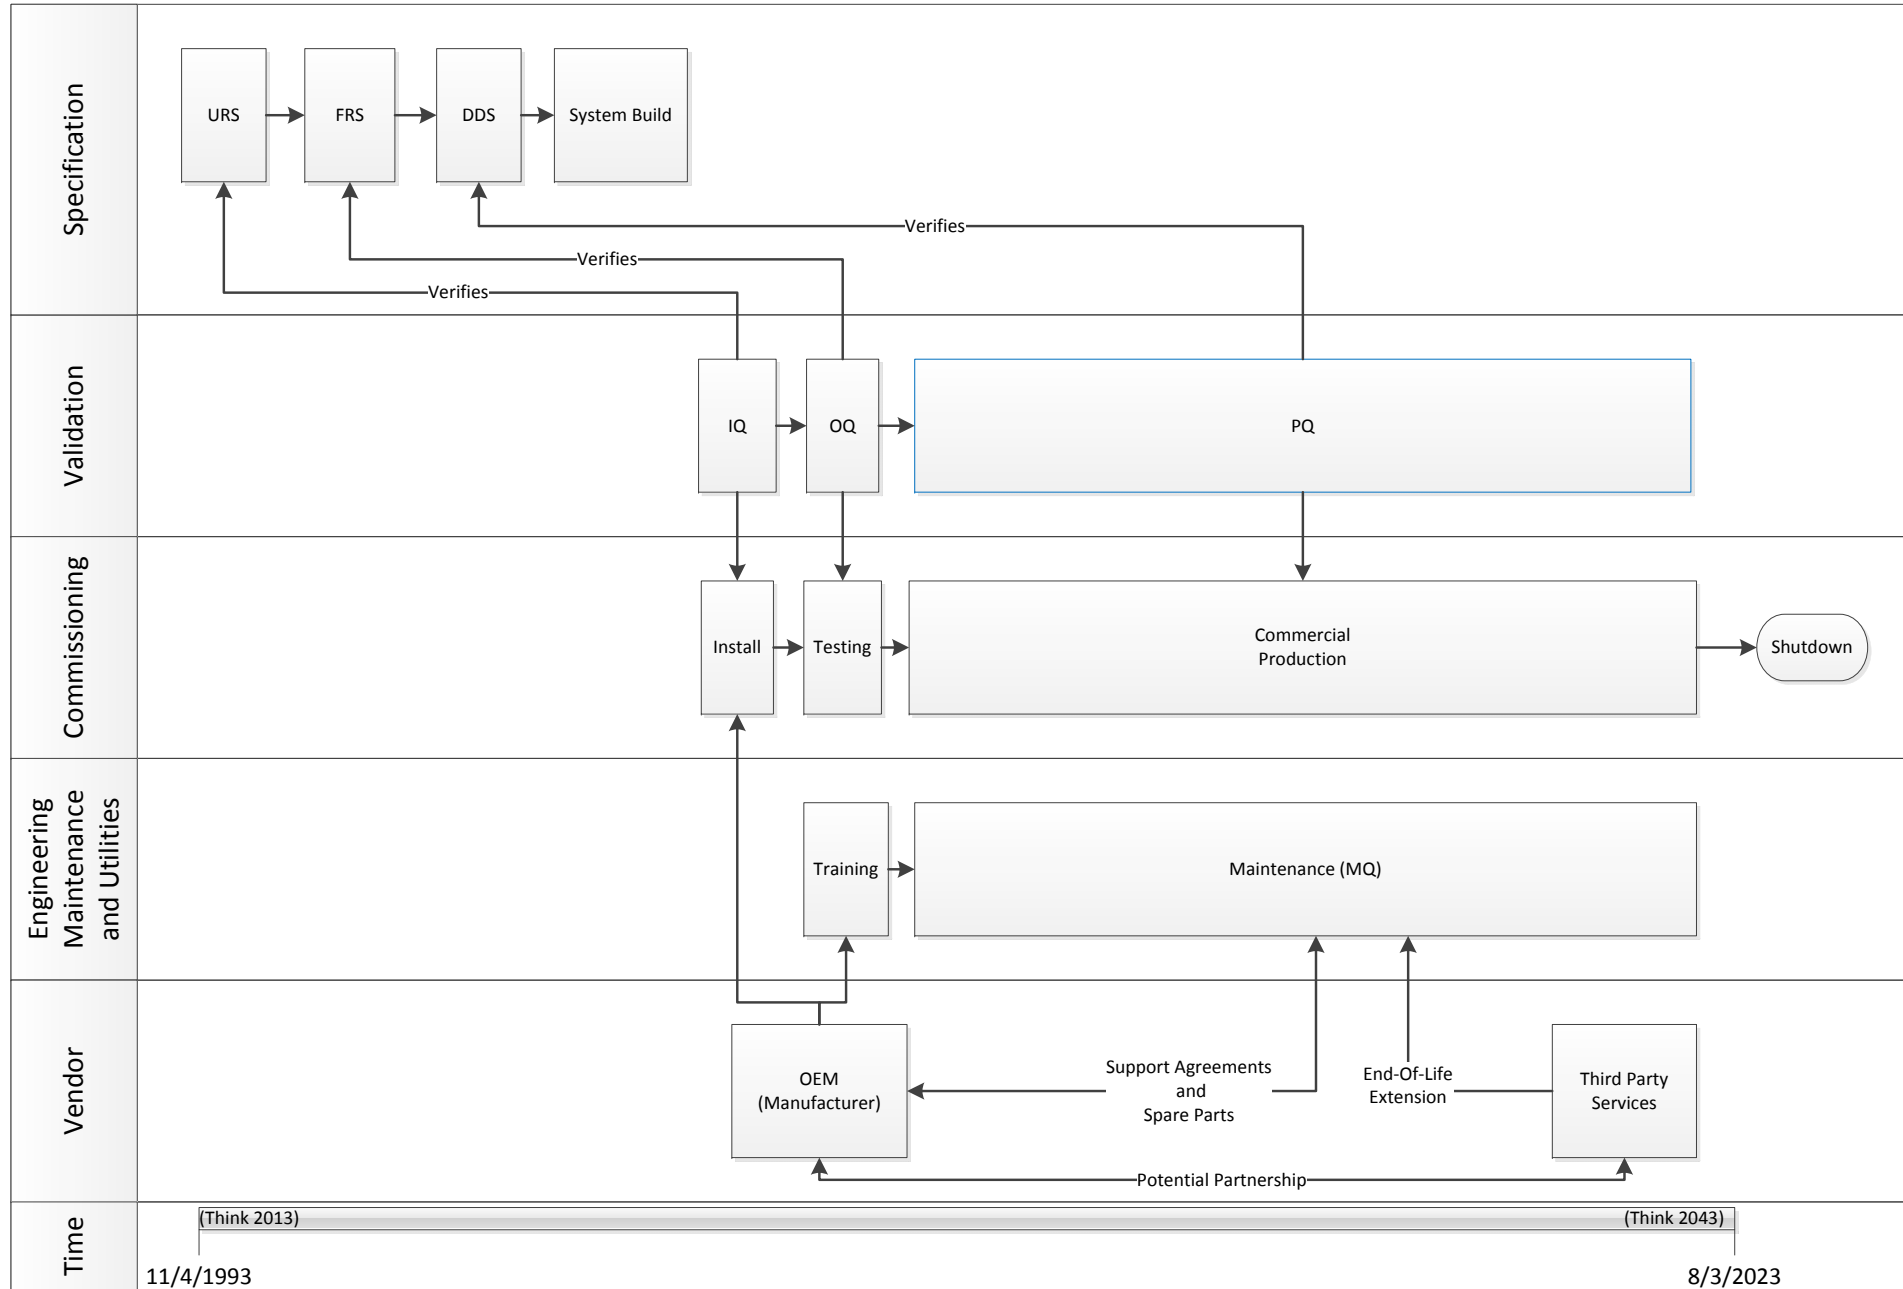 Specification
URS
FRS
DDS
System Build
Verifies
Verifies
Verifies
Validation
IQ
OQ
PQ
Commissioning
Install
Testing
Commercial
Production
Shutdown
Engineering
Maintenance
and Utilities
Training
Maintenance (MQ)
Vendor
OEM
(Manufacturer)
Support Agreements
and
Spare Parts
End-Of-Life
Extension
Third Party
Services
Potential Partnership
Time
(Think 2013)
(Think 2043)
11/4/1993
8/3/2023